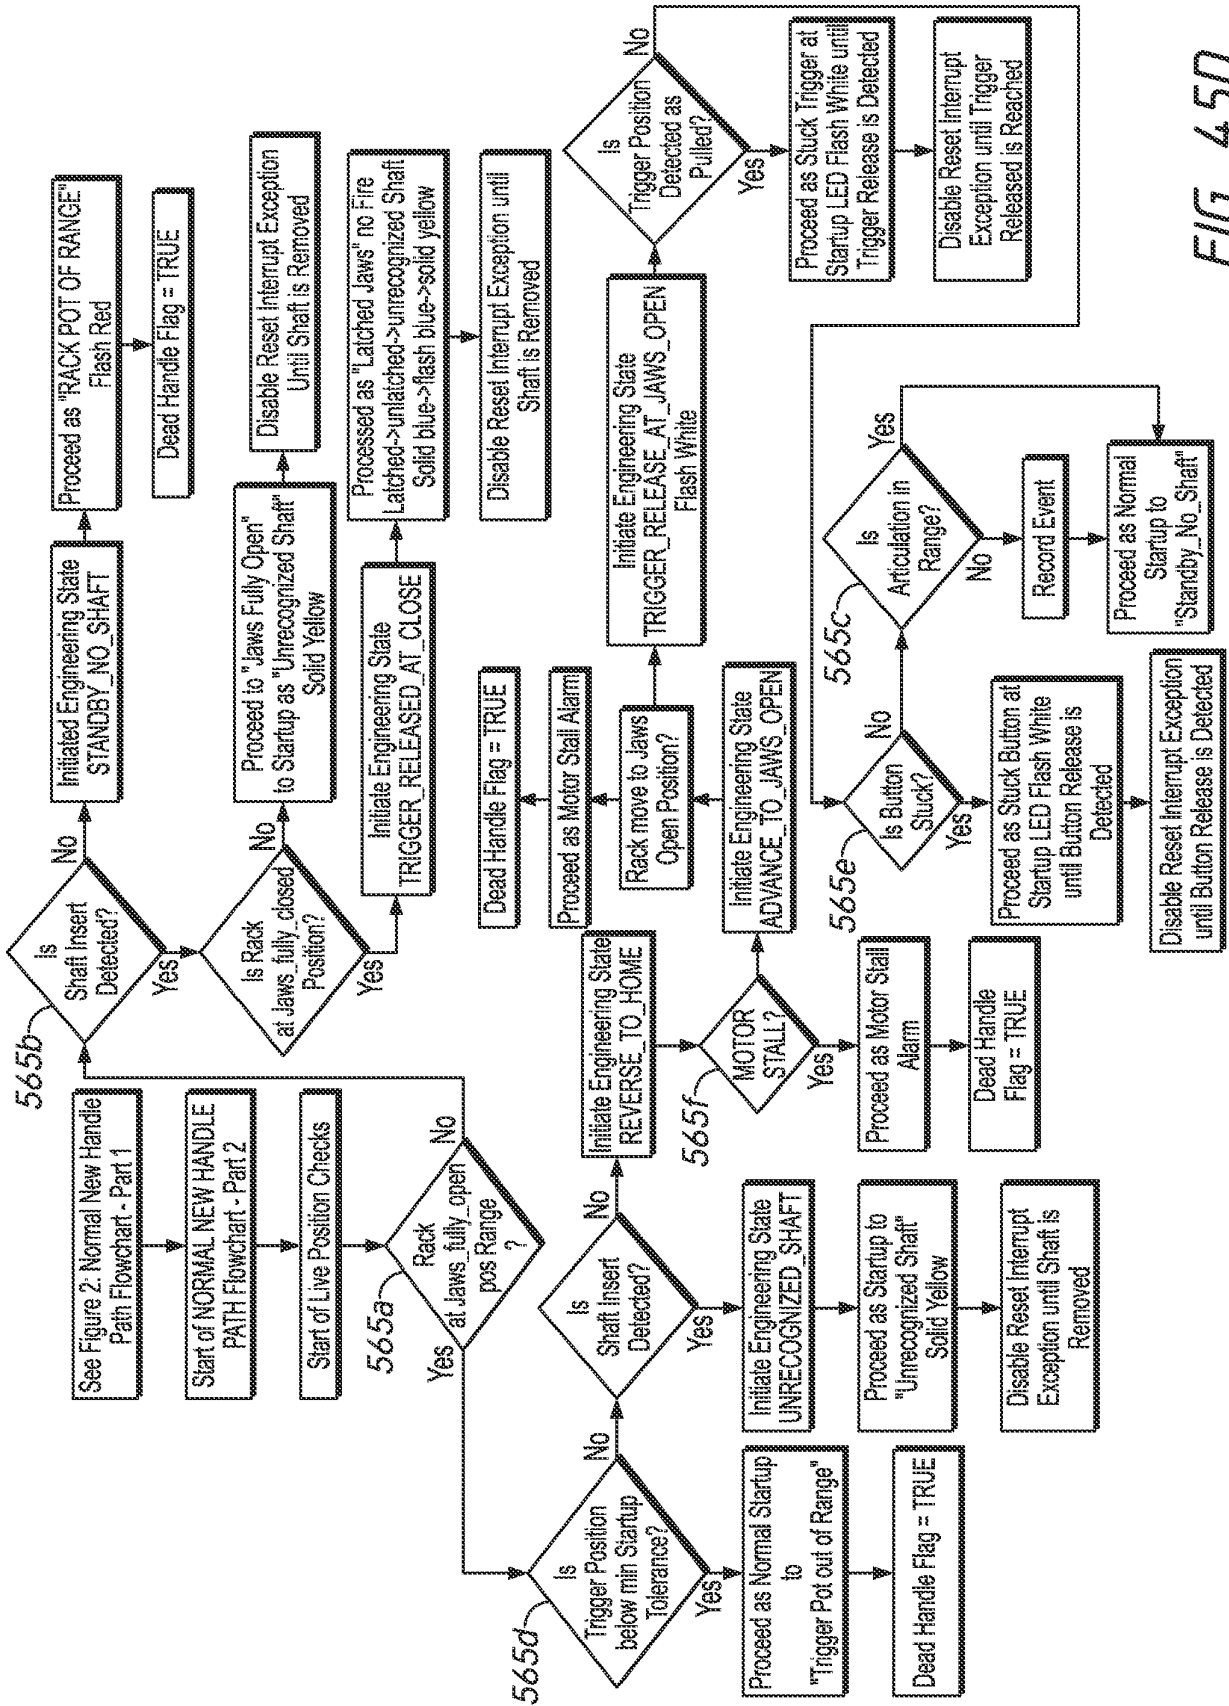 See Figure 2: Normal New Handle
Path Flowchart - Part 1
Start of NORMAL NEW HANDLE
PATH Flowchart - Part 2
Start of Live Position Checks
565a
Rack
at Jaws_fully_open
pos Range
?
No
Yes
565b
Is
Shaft Insert
Detected?
No
Yes
Initiated Engineering State
STANDBY_NO_SHAFT
Proceed as "RACK POT OF RANGE"
Flash Red
Dead Handle Flag = TRUE
Is Rack
at Jaws_fully_closed
Position?
No
Yes
Proceed to "Jaws Fully Open"
to Startup as "Unrecognized Shaft"
Solid Yellow
Disable Reset Interrupt Exception
Until Shaft is Removed
Initiate Engineering State
TRIGGER_RELEASED_AT_CLOSE
Processed as "Latched Jaws" no Fire
Latched->unlatched->unrecognized Shaft
Solid blue->flash blue->solid yellow
Disable Reset Interrupt Exception until
Shaft is Removed
565d
Is
Trigger Position
below min Startup
Tolerance?
No
Yes
Proceed as Normal Startup
to
"Trigger Pot out of Range"
Dead Handle Flag = TRUE
Is
Shaft Insert
Detected?
No
Yes
Initiate Engineering State
UNRECOGNIZED_SHAFT
Proceed as Startup to
"Unrecognized Shaft"
Solid Yellow
Disable Reset Interrupt
Exception until Shaft is
Removed
Initiate Engineering State
REVERSE_TO_HOME
565f
MOTOR
STALL?
Yes
Proceed as Motor Stall
Alarm
Dead Handle
Flag = TRUE
Initiate Engineering State
ADVANCE_TO_JAWS_OPEN
Rack move to Jaws
Open Position?
Proceed as Motor Stall Alarm
Dead Handle Flag = TRUE
Initiate Engineering State
TRIGGER_RELEASE_AT_JAWS_OPEN
Flash White
Is
Trigger Position
Detected as
Pulled?
No
Yes
Proceed as Stuck Trigger at
Startup LED Flash White until
Trigger Release is Detected
Disable Reset Interrupt
Exception until Trigger
Released is Reached
565e
Is Button
Stuck?
No
Yes
Proceed as Stuck Button at
Startup LED Flash White
until Button Release is
Detected
Disable Reset Interrupt Exception
until Button Release is Detected
565c
Is
Articulation in
Range?
Yes
No
Record Event
Proceed as Normal
Startup to
"Standby_No_Shaft"
FIG. 45D